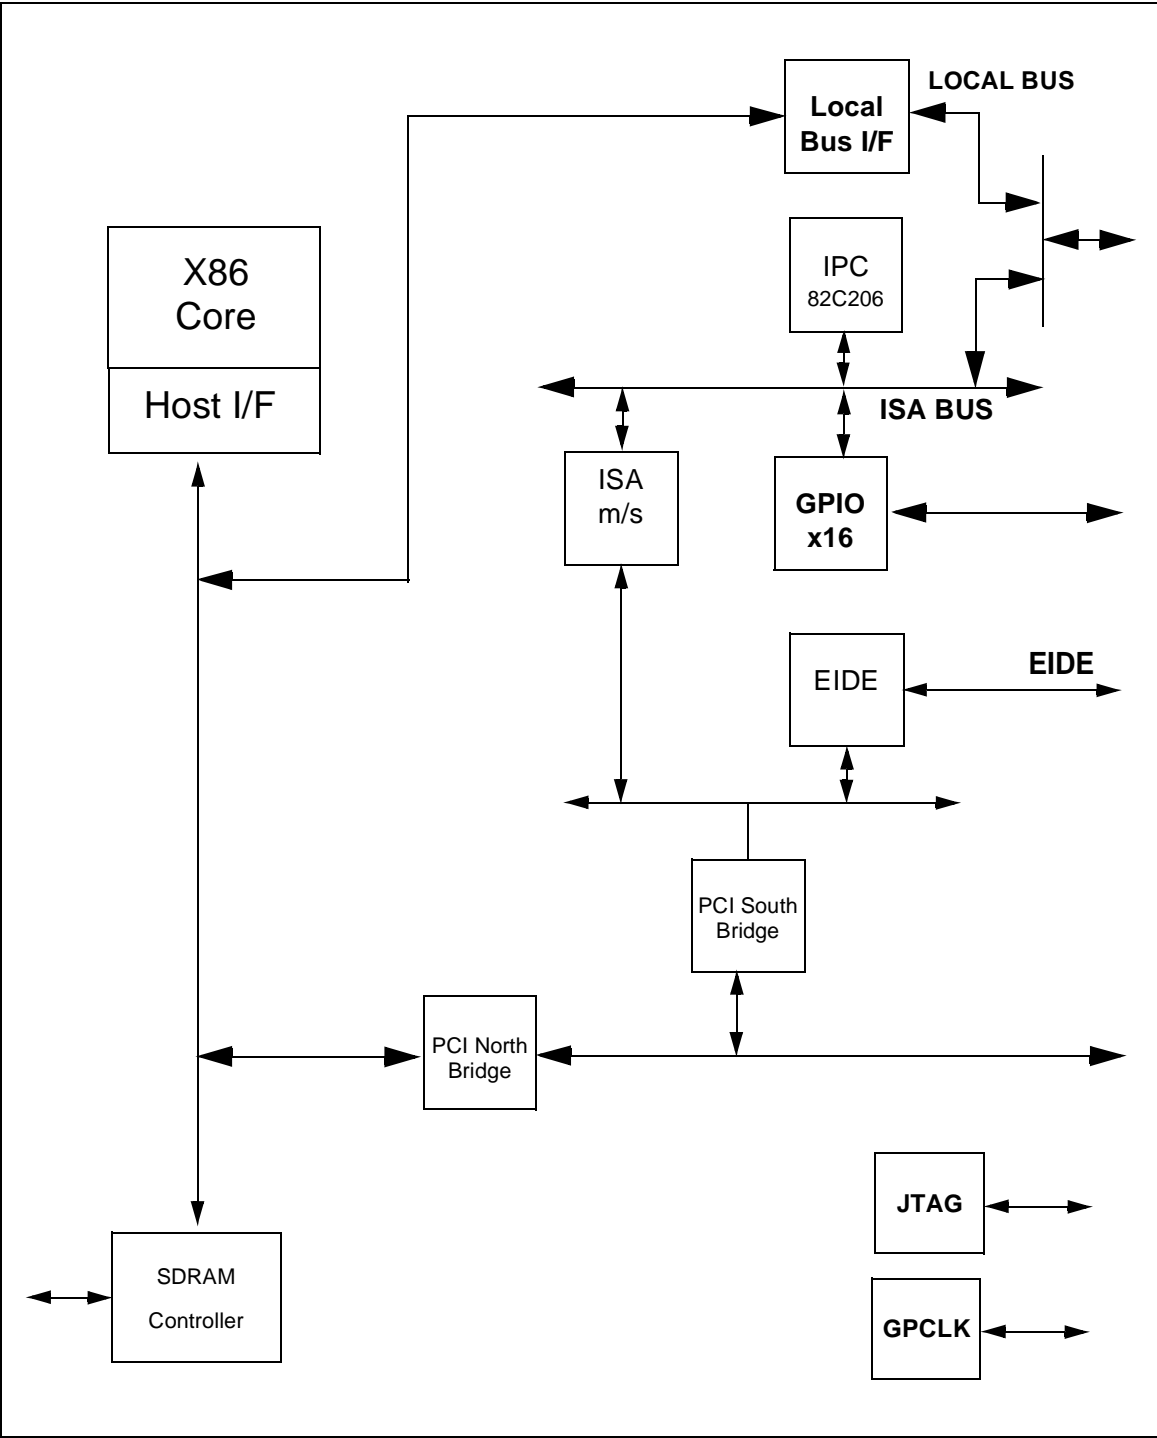 LOCAL BUS
Local
Bus I/F
X86
Core
Host I/F
IPC
82C206
ISA BUS
ISA
m/s
GPIO
x16
EIDE
EIDE
PCI South
Bridge
PCI North
Bridge
JTAG
SDRAM
Controller
GPCLK